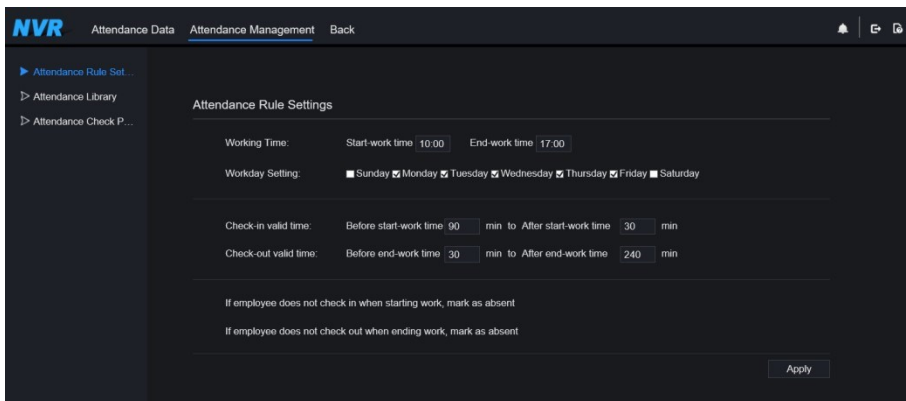 NVR Attendance Data Attendance Management Back
Attendance Rule Set...
Attendance Library
Attendance Check P...
Attendance Rule Settings
Working Time: Start-work time 10:00 End-work time 17:00
Workday Setting: Sunday Monday Tuesday Wednesday Thursday Friday Saturday
Check-in valid time: Before start-work time 90 min to After start-work time 30 min
Check-out valid time: Before end-work time 30 min to After end-work time 240 min
If employee does not check in when starting work, mark as absent
If employee does not check out when ending work, mark as absent
Apply